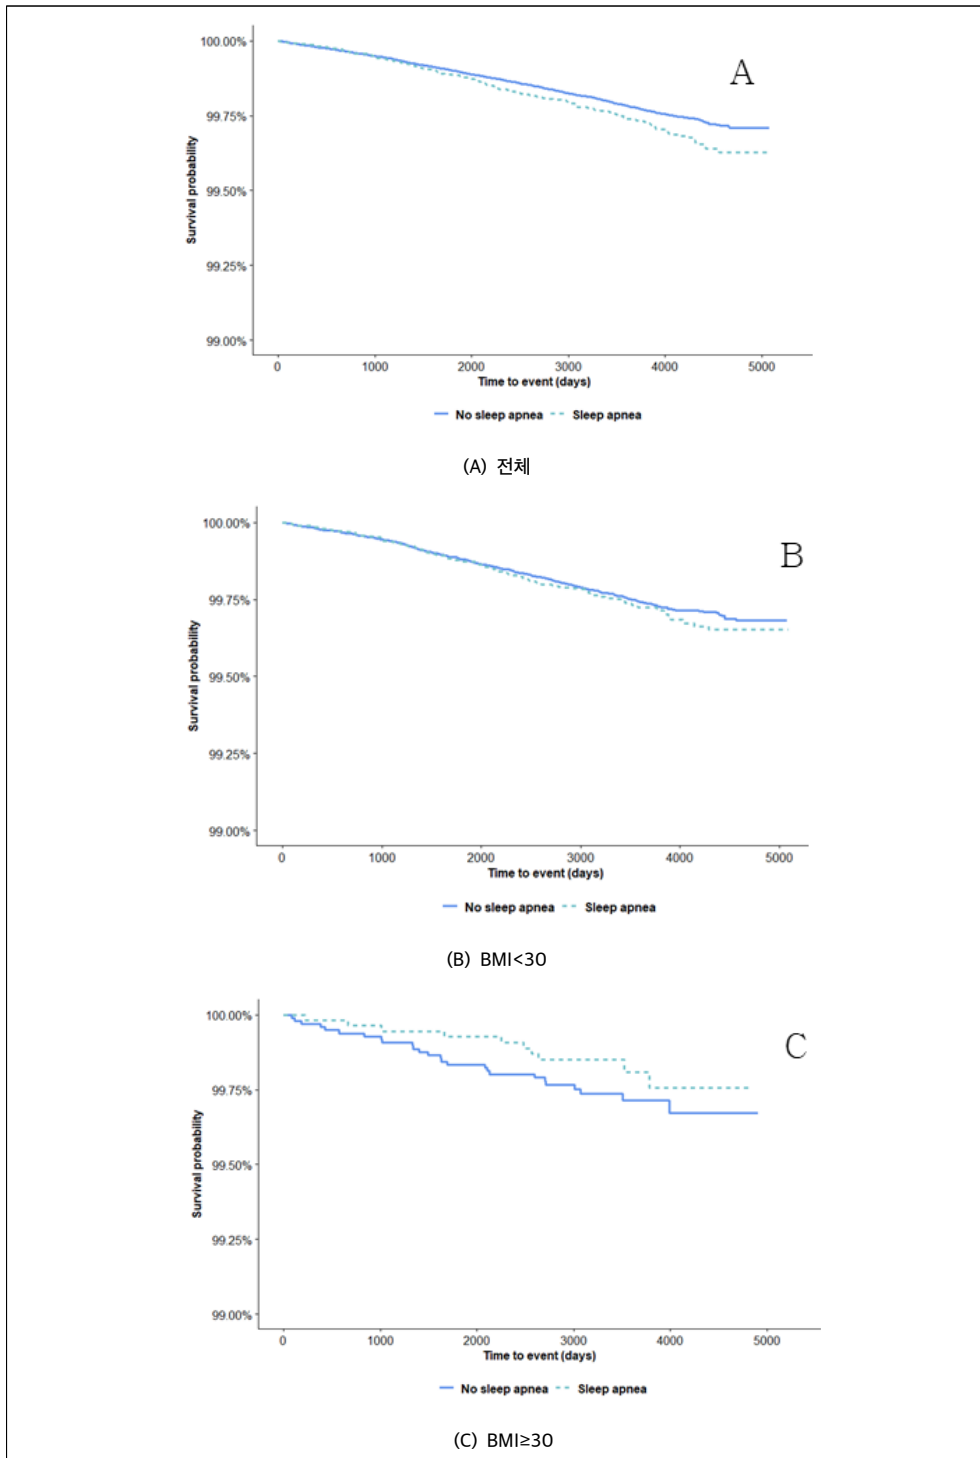 A
100.00%
99.75%
99.50%
99.25%
99.00%
Survival probability
0 1000 2000 3000 4000 5000
Time to event (days)
No sleep apnea Sleep apnea
(A) 전체
B
100.00%
99.75%
99.50%
99.25%
99.00%
Survival probability
0 1000 2000 3000 4000 5000
Time to event (days)
No sleep apnea Sleep apnea
(B) BMI<30
C
100.00%
99.75%
99.50%
99.25%
99.00%
Survival probability
0 1000 2000 3000 4000 5000
Time to event (days)
No sleep apnea Sleep apnea
(C) BMI≥30